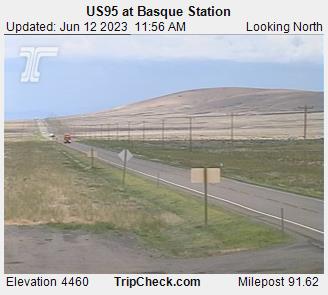 US95 at Basque Station
Updated: Jun 12 2023 11:56 AM Looking North
Elevation 4460 TripCheck.com Milepost 91.62